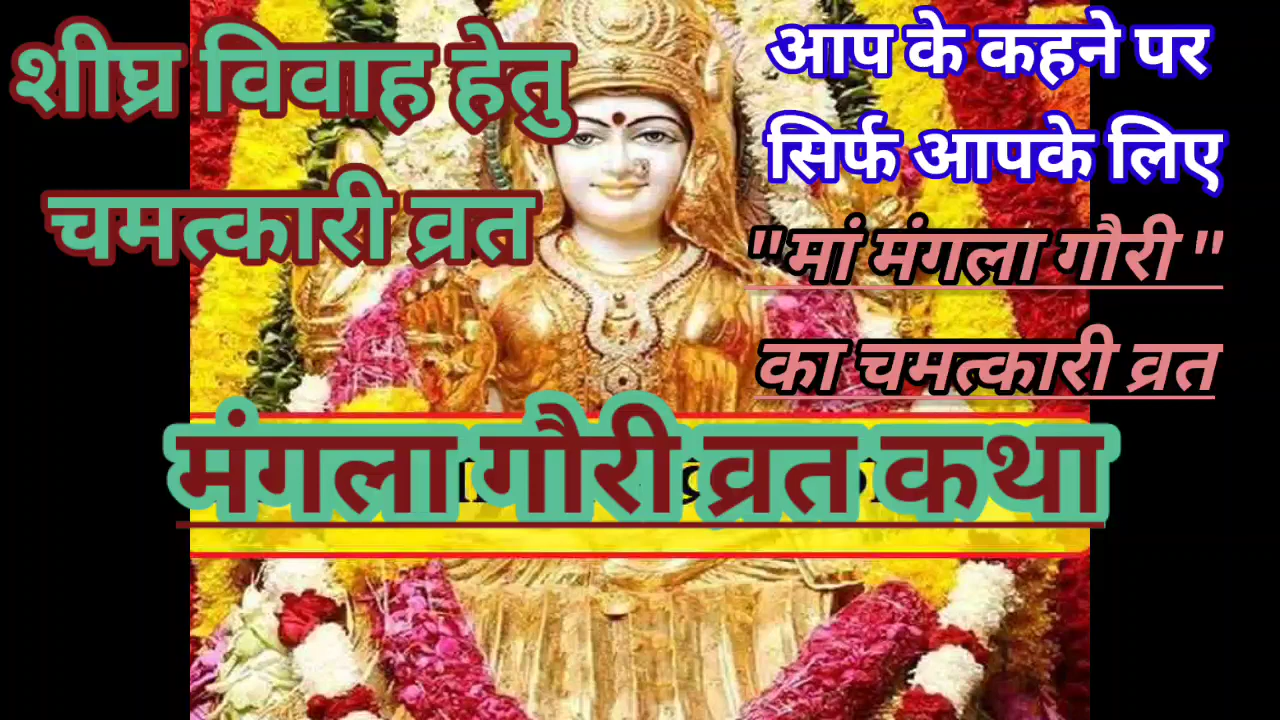 शीघ्र विवाह हेतु
चमत्कारी व्रत
आप के कहने पर
सिर्फ आपके लिए
"मां मंगला गौरी "
का चमत्कारी व्रत
मंगला गौरी व्रत कथा